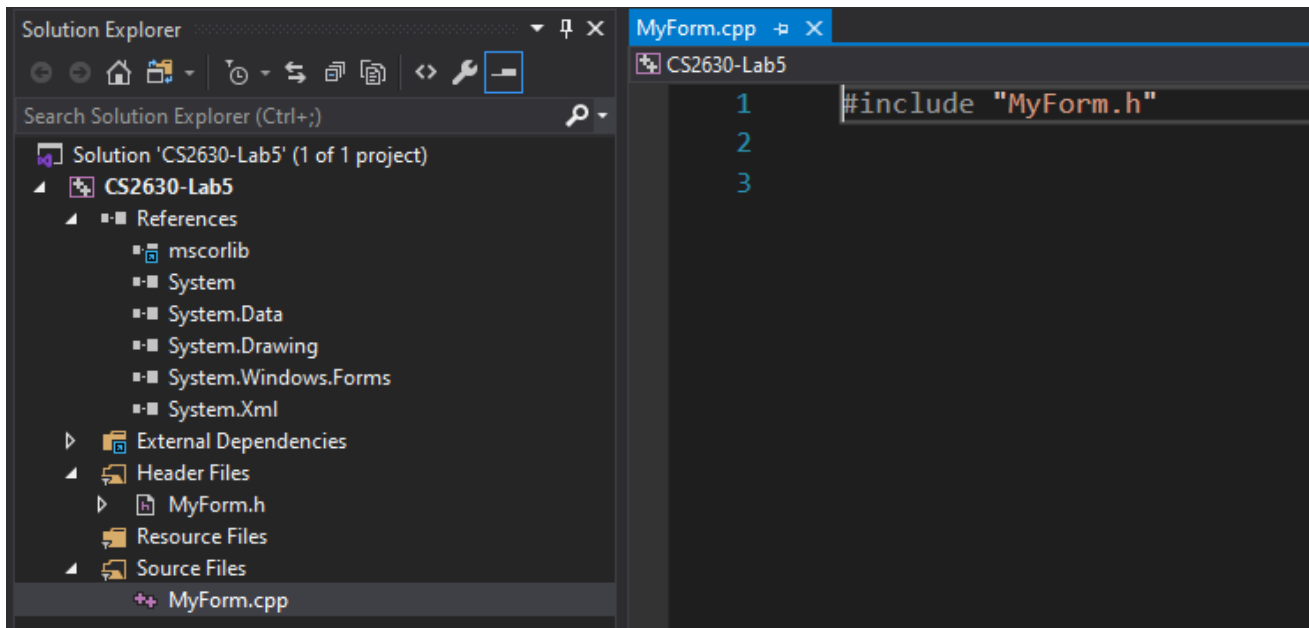 Solution Explorer
Search Solution Explorer (Ctrl+;)
Solution 'CS2630-Lab5' (1 of 1 project)
CS2630-Lab5
References
mscorlib
System
System.Data
System.Drawing
System.Windows.Forms
System.Xml
External Dependencies
Header Files
MyForm.h
Resource Files
Source Files
MyForm.cpp
MyForm.cpp
CS2630-Lab5
1 #include "MyForm.h"
2
3